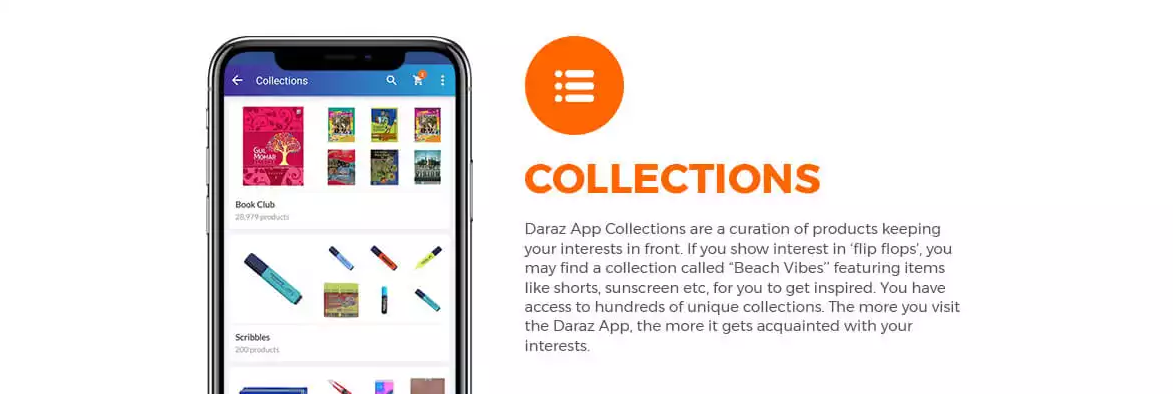 Collections
GUL
MOHAR
Book Club
28,979 products
Scribbles
200 products
COLLECTIONS
Daraz App Collections are a curation of products keeping
your interests in front. If you show interest in ‘flip flops’, you
may find a collection called “Beach Vibes’’ featuring items
like shorts, sunscreen etc, for you to get inspired. You have
access to hundreds of unique collections. The more you visit
the Daraz App, the more it gets acquainted with your
interests.